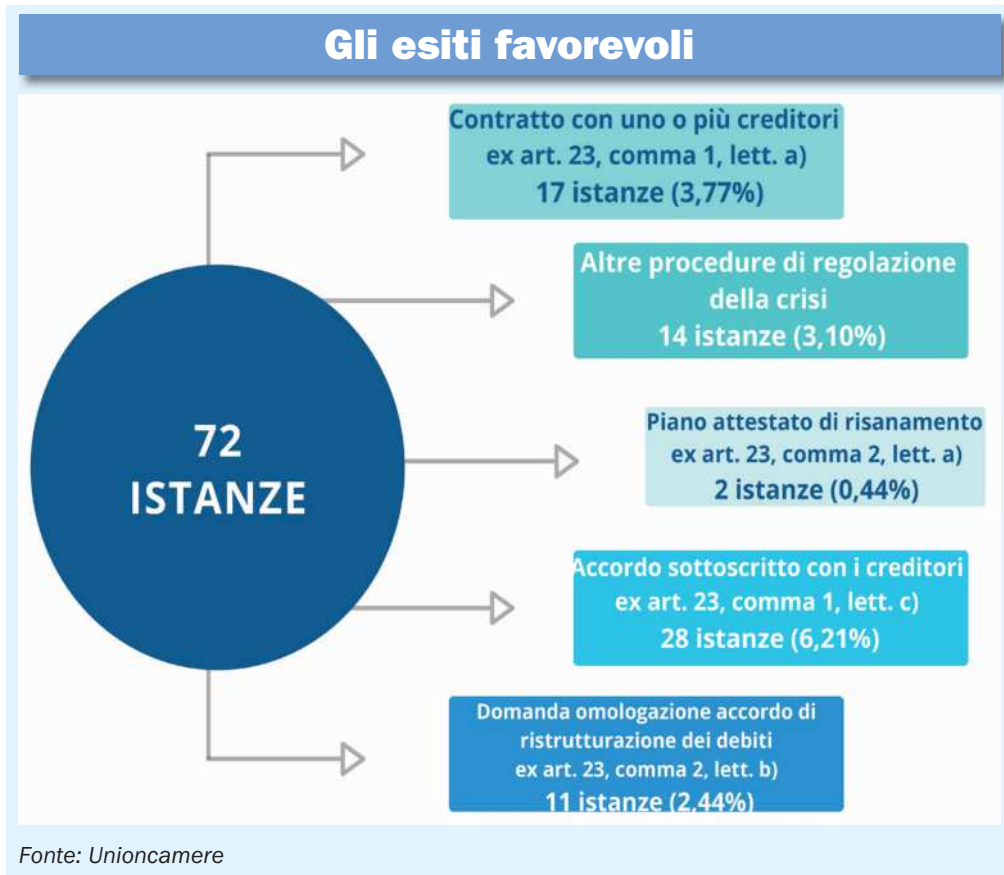 Gli esiti favorevoli
Contratto con uno o più creditori
ex art. 23, comma 1, lett. a)
17 istanze (3,77%)
Altre procedure di regolazione
della crisi
14 istanze (3,10%)
72
ISTANZE
Piano attestato di risanamento
ex art. 23, comma 2, lett. a)
2 istanze (0,44%)
Accordo sottoscritto con i creditori
ex art. 23, comma 1, lett. c)
28 istanze (6,21%)
Domanda omologazione accordo di
ristrutturazione dei debiti
ex art. 23, comma 2, lett. b)
11 istanze (2,44%)
Fonte: Unioncamere